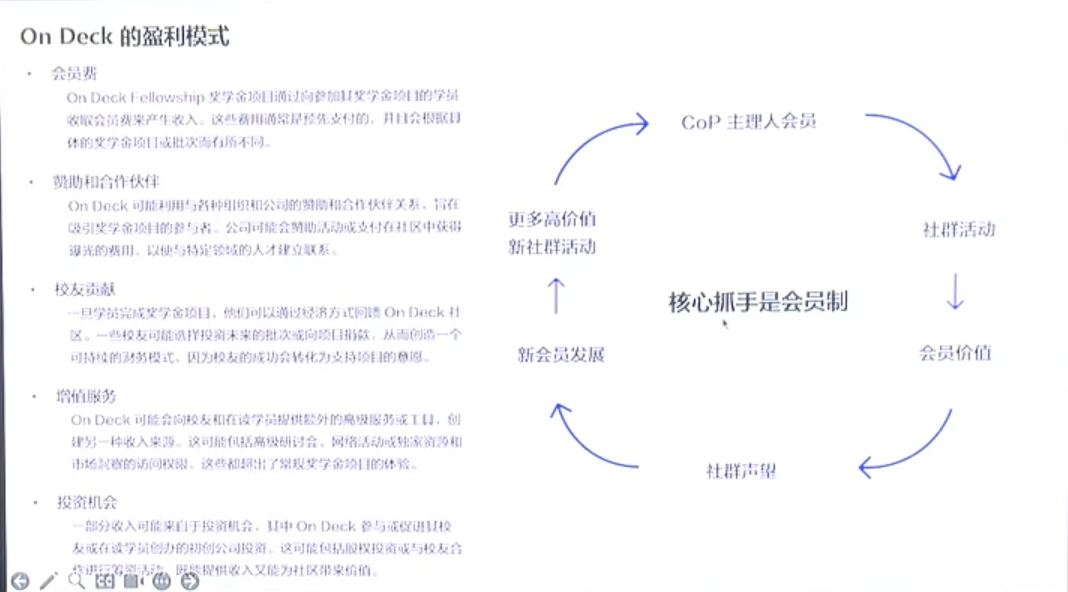 On Deck 的盈利模式
• 会员费
On Deck Fellowship 奖学金项目通过向参加其奖学金项目的学员
收取会员费来产生收入。这些费用通常是预先支付的，并且会根据具
体的奖学金项目或批次而有所不同。
• 赞助和合作伙伴
On Deck 可能利用与各种组织和公司的赞助和合作伙伴关系，旨在
吸引奖学金项目的参与者。公司可能会赞助活动或支付在社区中获得
曝光的费用，以便与特定领域的人才建立联系。
• 校友贡献
一旦学员完成奖学金项目，他们可以通过经济方式回馈 On Deck 社
区。一些校友可能选择投资未来的批次或向项目捐款，从而创造一个
可持续的财务模式，因为校友的成功会转化为支持项目的意愿。
• 增值服务
On Deck 可能会向校友和在读学员提供额外的高级服务或工具，创
建另一种收入来源。这可能包括高级研讨会、网络活动或独家资源和
市场洞察的访问权限，这些都超出了常规奖学金项目的体验。
• 投资机会
一部分收入可能来自于投资机会，其中 On Deck 参与或促进其校
友或在读学员创办的初创公司投资。这可能包括股权投资或与校友合
作进行筹资活动，既能提供收入又能为社区带来价值。
CoP 主理人会员
社群活动
会员价值
社群声望
新会员发展
更多高价值
新社群活动
核心抓手是会员制